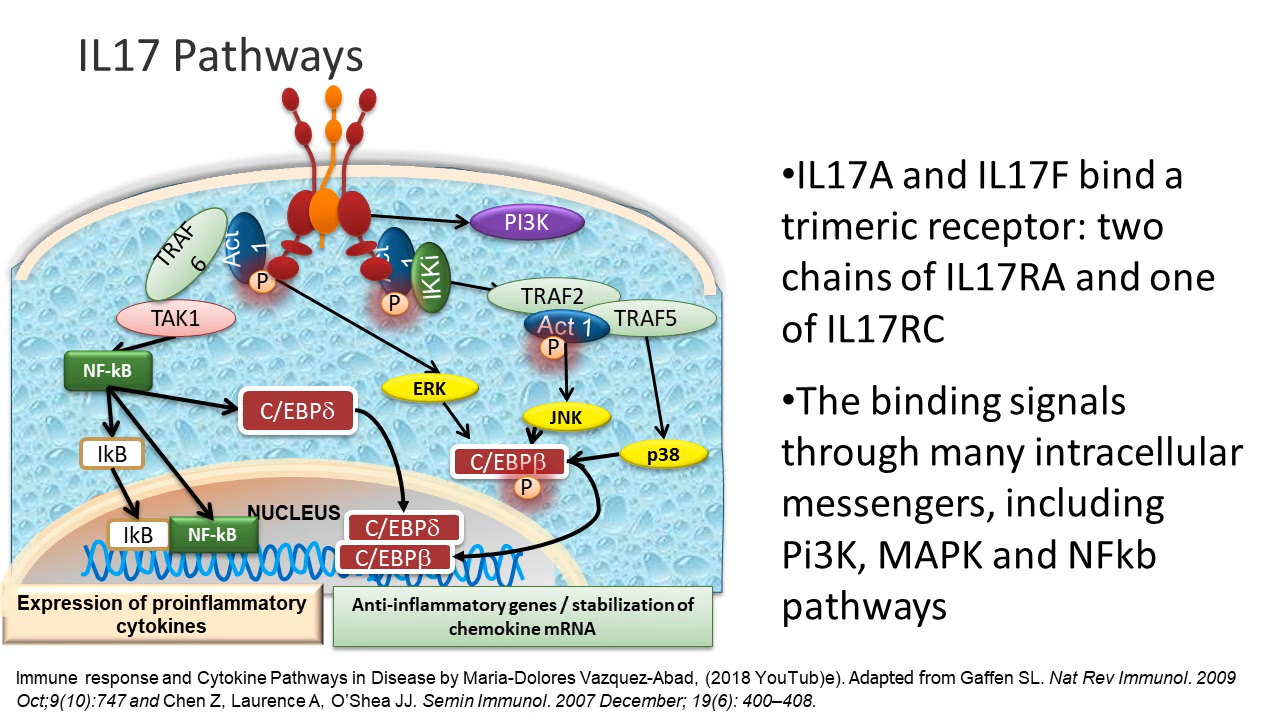 IL17 Pathways
TRAF
6
Act
1
P
ct
1
P
IKKi
PI3K
TRAF2
TRAF5
Act 1
P
TAK1
NF-kB
ERK
JNK
C/EBPδ
IkB
C/EBPβ
P
p38
NUCLEUS
IkB
NF-kB
C/EBPδ
C/EBPβ
Expression of proinflammatory
cytokines
Anti-inflammatory genes / stabilization of
chemokine mRNA
•IL17A and IL17F bind a
trimeric receptor: two
chains of IL17RA and one
of IL17RC
•The binding signals
through many intracellular
messengers, including
Pi3K, MAPK and NFkb
pathways
Immune response and Cytokine Pathways in Disease by Maria-Dolores Vazquez-Abad, (2018 YouTub)e). Adapted from Gaffen SL. Nat Rev Immunol. 2009
Oct;9(10):747 and Chen Z, Laurence A, O’Shea JJ. Semin Immunol. 2007 December; 19(6): 400–408.